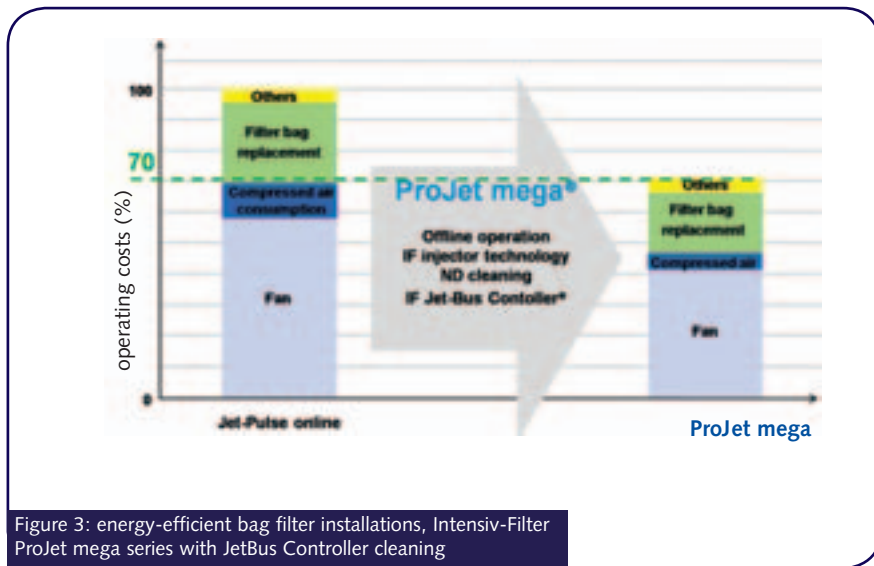 100
Others
Filter bag
replacement
70
Compressed air
consumption
Fan
0
operating costs (%)
Jet-Pulse online
ProJet mega®
Offline operation
IF injector technology
ND cleaning
IF Jet-Bus Contoller®
Others
Filter bag
replacement
Compressed air
Fan
ProJet mega
Figure 3: energy-efficient bag filter installations, Intensiv-Filter
ProJet mega series with JetBus Controller cleaning